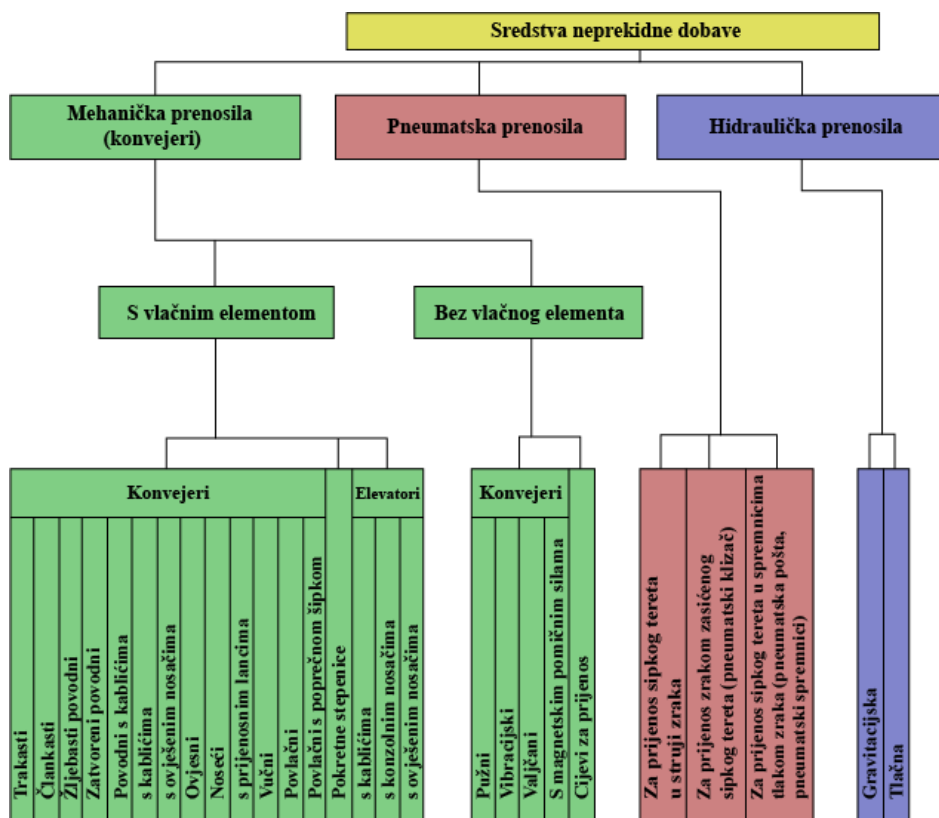 Sredstva neprekidne dobave
Mehanička prenosila
(konvejeri)
Pneumatska prenosila
Hidraulička prenosila
S vlačnim elementom
Bez vlačnog elementa
Konvejeri
Elevatori
Trakasti
Člankasti
Žljebasti povodni
Zatvoreni povodni
Povodni s kablićima
s kablićima
s ovješenim nosačima
Ovjesni
Noseći
s prijenosnim lancima
Vučni
Povlačni
Povlačni s poprečnom šipkom
Pokretne stepenice
s kablićima
s konzolnim nosačima
s ovješenim nosačima
Konvejeri
Požni
Vibracijski
Valjčani
S magnetskim pomičnim silama
Cijevi za prijenos
Za prijenos sipkog tereta
u struji zraka
Za prijenos zrakom zasićenog
sipkog tereta (pneumatski klizač)
Za prijenos sipkog tereta u spremnicima
tlakom zraka (pneumatska pošta,
pneumatski spremnici)
Gravitacijska
Tlačna